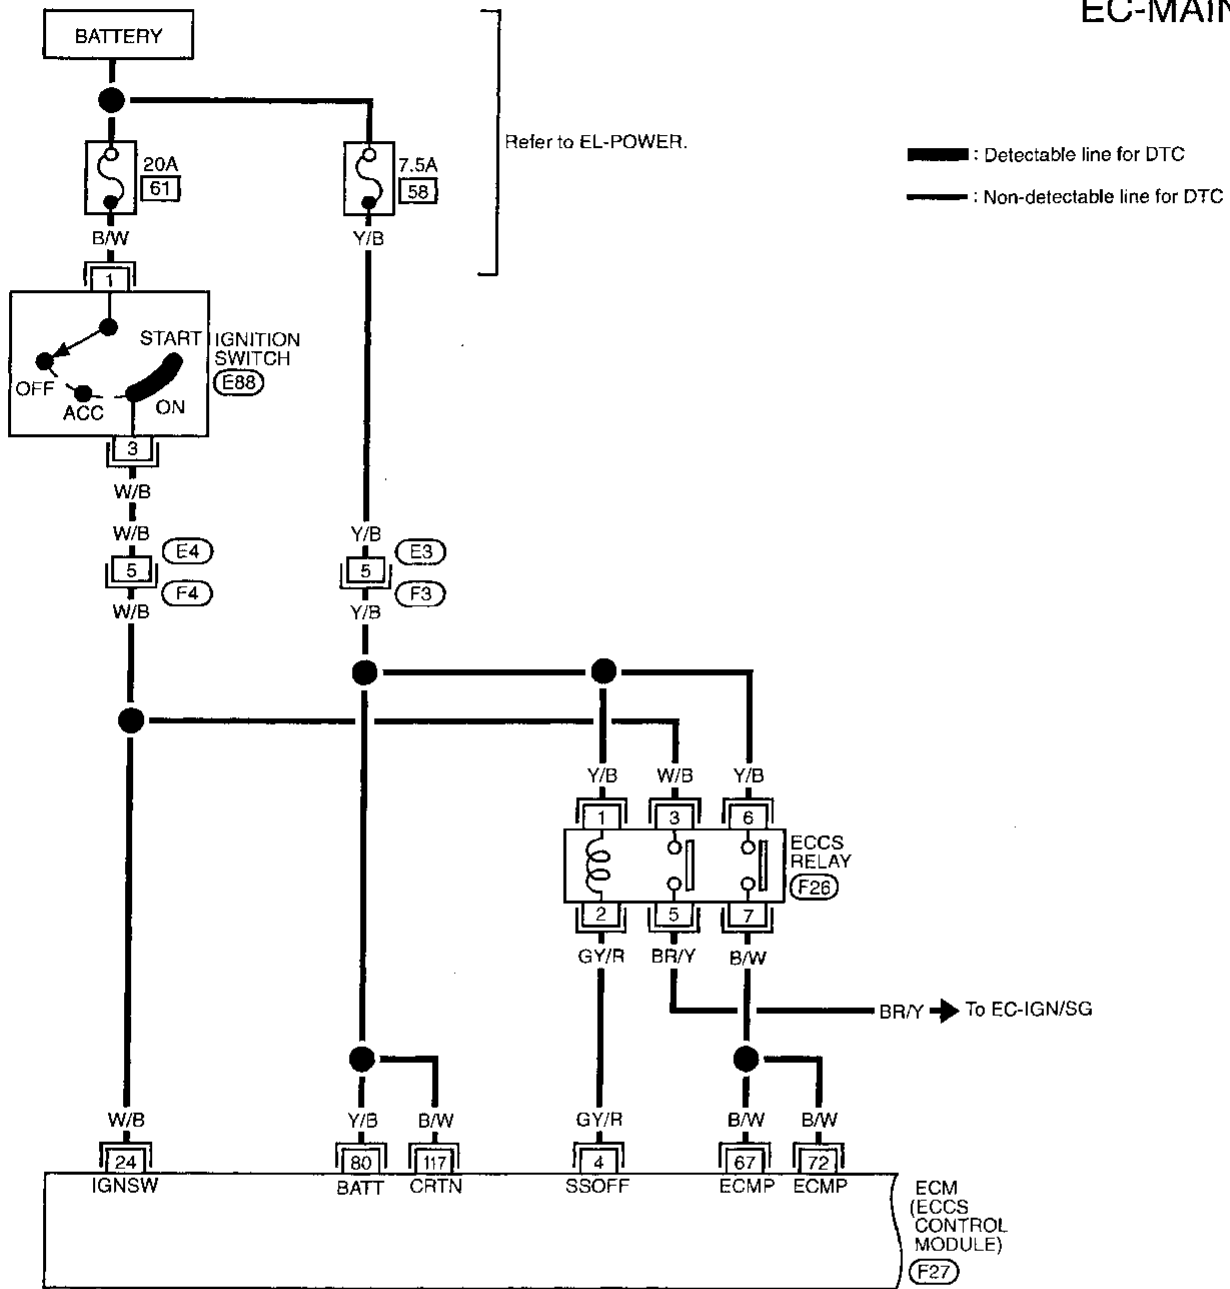 EC-MAIN
BATTERY
Refer to EL-POWER.
: Detectable line for DTC
: Non-detectable line for DTC
20A
61
7.5A
58
B/W
Y/B
1
START
IGNITION
SWITCH
E88
OFF
ACC
ON
3
W/B
W/B
Y/B
5
E4
5
E3
F4
F3
W/B
Y/B
Y/B
W/B
Y/B
1
3
6
ECCS
RELAY
F26
2
5
7
GY/R
BR/Y
B/W
BR/Y
To EC-IGN/SG
W/B
Y/B
B/W
GY/R
B/W
B/W
24
80
117
4
67
72
IGNSW
BATT
CRTN
SSOFF
ECMP
ECMP
ECM
(ECCS
CONTROL
MODULE)
F27